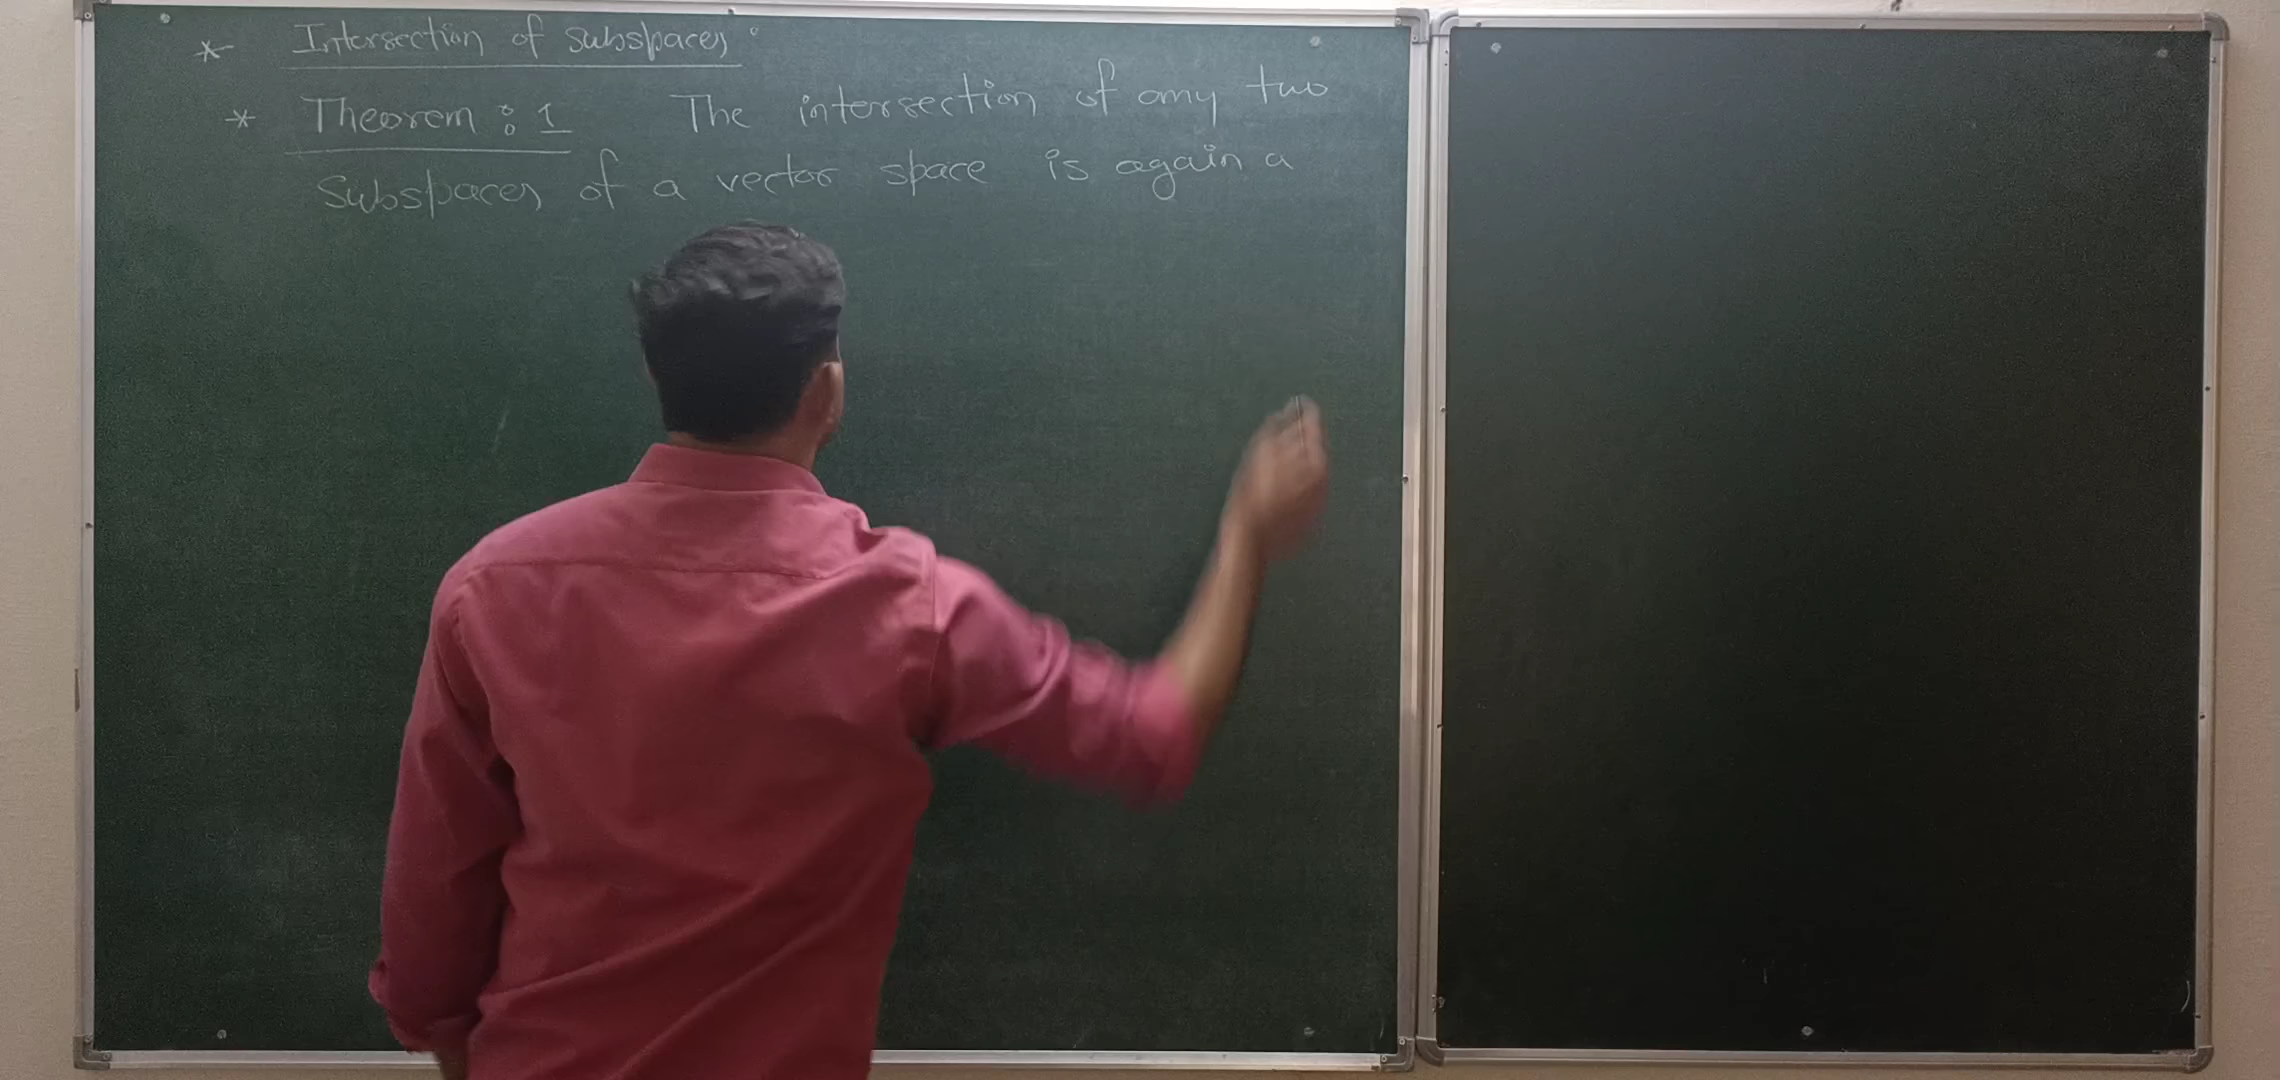 * Intersection of Subspaces :
* Theorem : 1 The intersection of any two
Subspaces of a vector space is again a